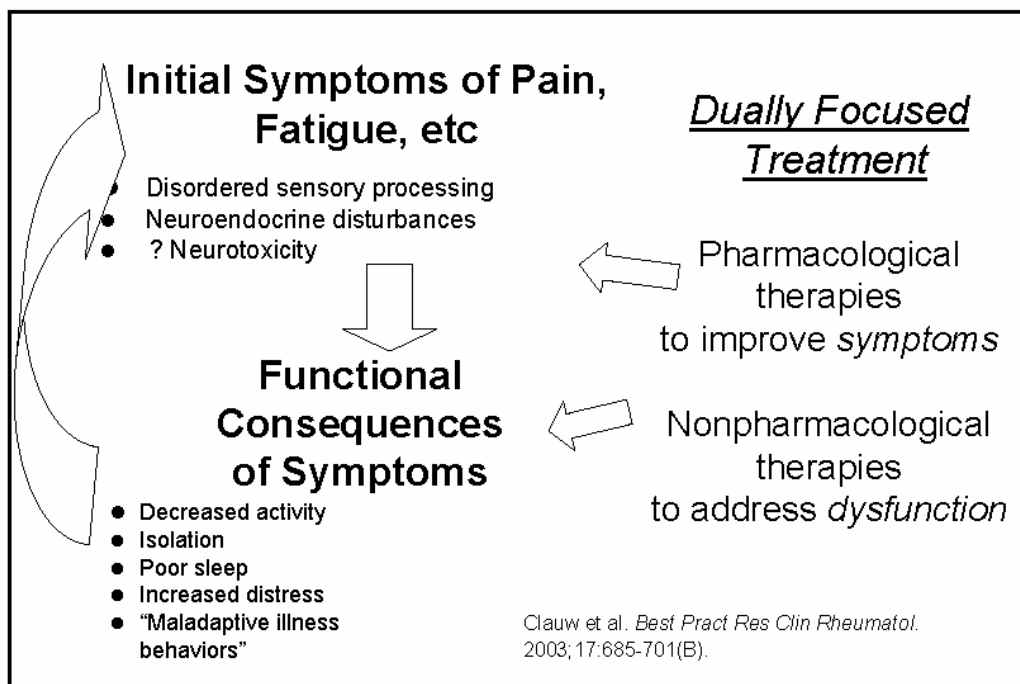 Initial Symptoms of Pain,
Fatigue, etc
● Disordered sensory processing
● Neuroendocrine disturbances
● ? Neurotoxicity
Functional
Consequences
of Symptoms
● Decreased activity
● Isolation
● Poor sleep
● Increased distress
● "Maladaptive illness
behaviors"
Dually Focused
Treatment
Pharmacological
therapies
to improve symptoms
Nonpharmacological
therapies
to address dysfunction
Clauw et al. Best Pract Res Clin Rheumatol.
2003;17:685-701(B).